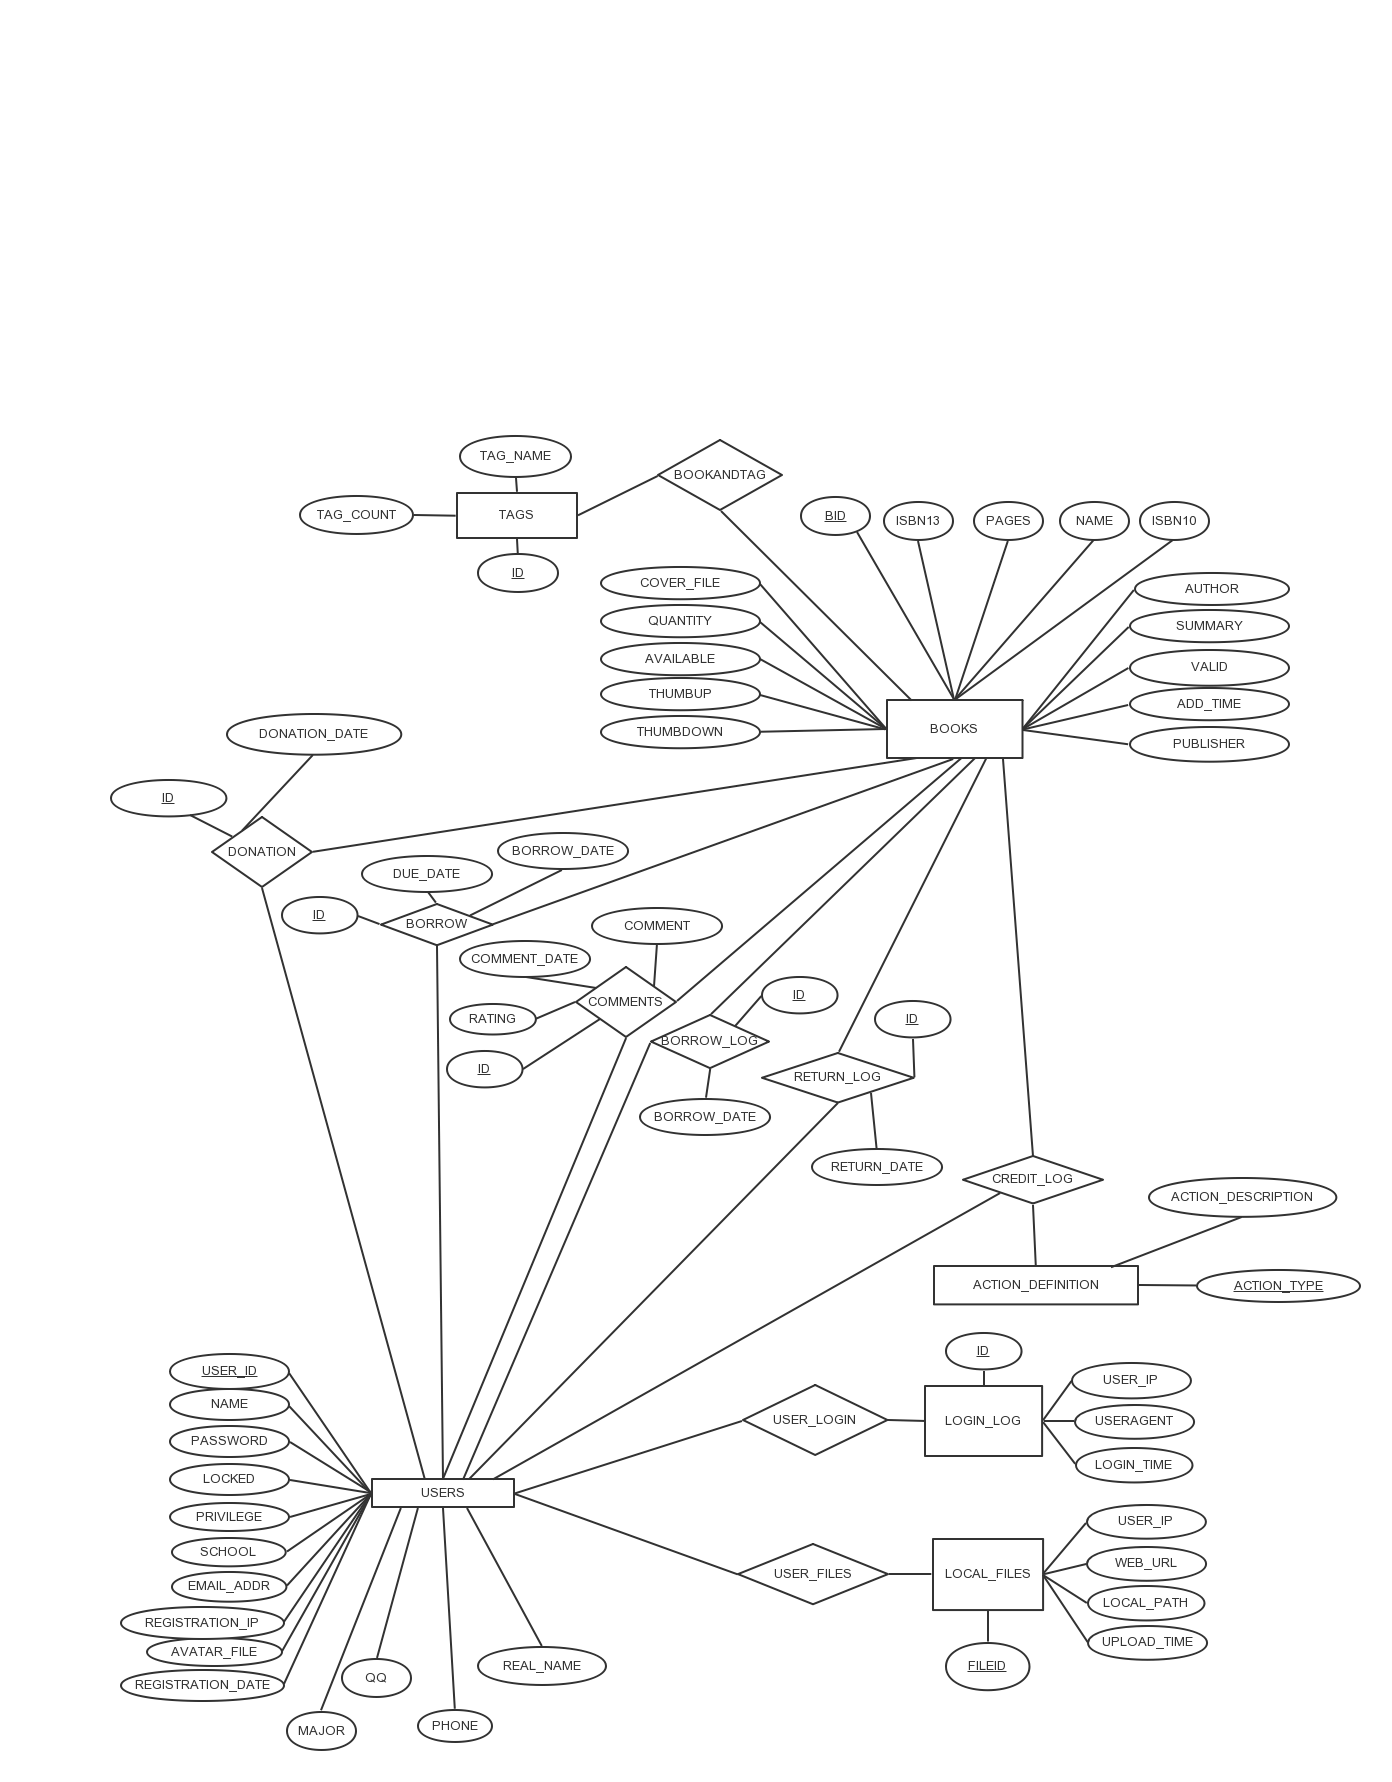 TAG_NAME
BOOKANDTAG
TAG_COUNT
TAGS
BID
ISBN13
PAGES
NAME
ISBN10
ID
COVER_FILE
AUTHOR
QUANTITY
SUMMARY
AVAILABLE
VALID
THUMBUP
ADD_TIME
THUMBDOWN
BOOKS
PUBLISHER
DONATION_DATE
ID
DONATION
BORROW_DATE
DUE_DATE
ID
BORROW
COMMENT
COMMENT_DATE
ID
COMMENTS
RATING
ID
BORROW_LOG
ID
RETURN_LOG
BORROW_DATE
RETURN_DATE
CREDIT_LOG
ACTION_DESCRIPTION
ACTION_DEFINITION
ACTION_TYPE
ID
USER_ID
USER_IP
NAME
USER_LOGIN
LOGIN_LOG
USERAGENT
PASSWORD
LOGIN_TIME
LOCKED
USERS
PRIVILEGE
USER_IP
SCHOOL
WEB_URL
USER_FILES
LOCAL_FILES
EMAIL_ADDR
LOCAL_PATH
REGISTRATION_IP
UPLOAD_TIME
AVATAR_FILE
REAL_NAME
FILEID
QQ
REGISTRATION_DATE
PHONE
MAJOR